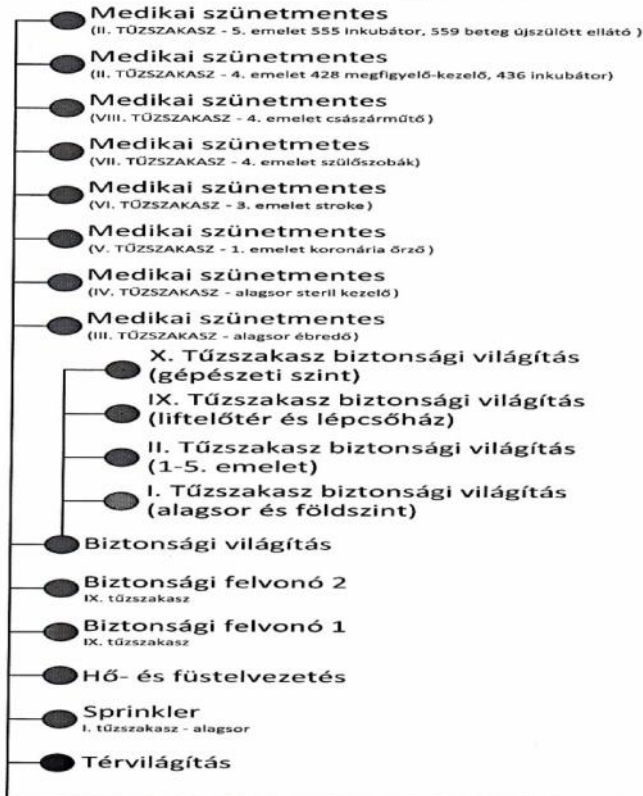 Medikai szünetmentes
(II. TŰZSZAKASZ - 5. emelet 555 inkubátor, 559 beteg újszülött ellátó )
Medikai szünetmentes
(II. TŰZSZAKASZ - 4. emelet 428 megfigyelő-kezelő, 436 inkubátor)
Medikai szünetmentes
(VIII. TŰZSZAKASZ - 4. emelet császárműtő )
Medikai szünetmetes
(VII. TŰZSZAKASZ - 4. emelet szülőszobák)
Medikai szünetmentes
(VI. TŰZSZAKASZ - 3. emelet stroke )
Medikai szünetmentes
(V. TŰZSZAKASZ - 1. emelet koronária őrző )
Medikai szünetmentes
(IV. TŰZSZAKASZ - alagsor steril kezelő )
Medikai szünetmentes
(III. TŰZSZAKASZ - alagsor ébredő )
X. Tűzszakasz biztonsági világítás
(gépészeti szint)
IX. Tűzszakasz biztonsági világítás
(liftelőtér és lépcsőház)
II. Tűzszakasz biztonsági világítás
(1-5. emelet)
I. Tűzszakasz biztonsági világítás
(alagsor és földszint)
Biztonsági világítás
Biztonsági felvonó 2
IX. tűzszakasz
Biztonsági felvonó 1
IX. tűzszakasz
Hő- és füstelvezetés
Sprinkler
I. tűzszakasz - alagsor
Térvilágítás